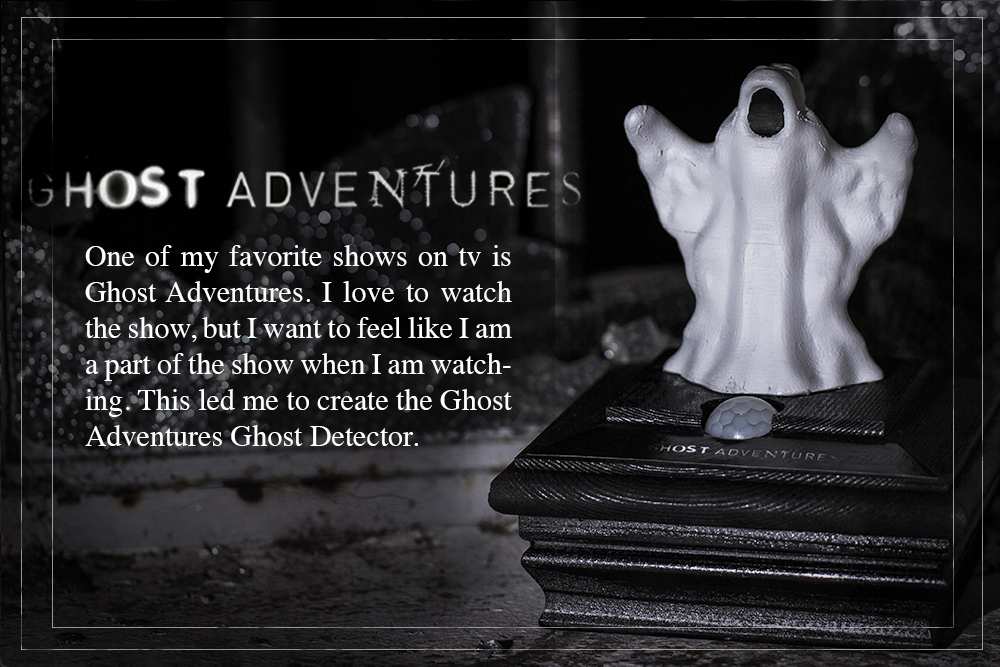 GHOST ADVENTURES
One of my favorite shows on tv is
Ghost Adventures. I love to watch
the show, but I want to feel like I am
a part of the show when I am watch-
ing. This led me to create the Ghost
Adventures Ghost Detector.
GHOST ADVENTURES